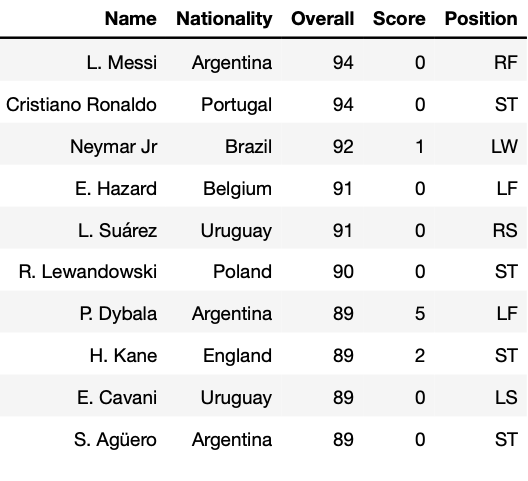 Name Nationality Overall Score Position
L. Messi Argentina 94 0 RF
Cristiano Ronaldo Portugal 94 0 ST
Neymar Jr Brazil 92 1 LW
E. Hazard Belgium 91 0 LF
L. Suárez Uruguay 91 0 RS
R. Lewandowski Poland 90 0 ST
P. Dybala Argentina 89 5 LF
H. Kane England 89 2 ST
E. Cavani Uruguay 89 0 LS
S. Agüero Argentina 89 0 ST